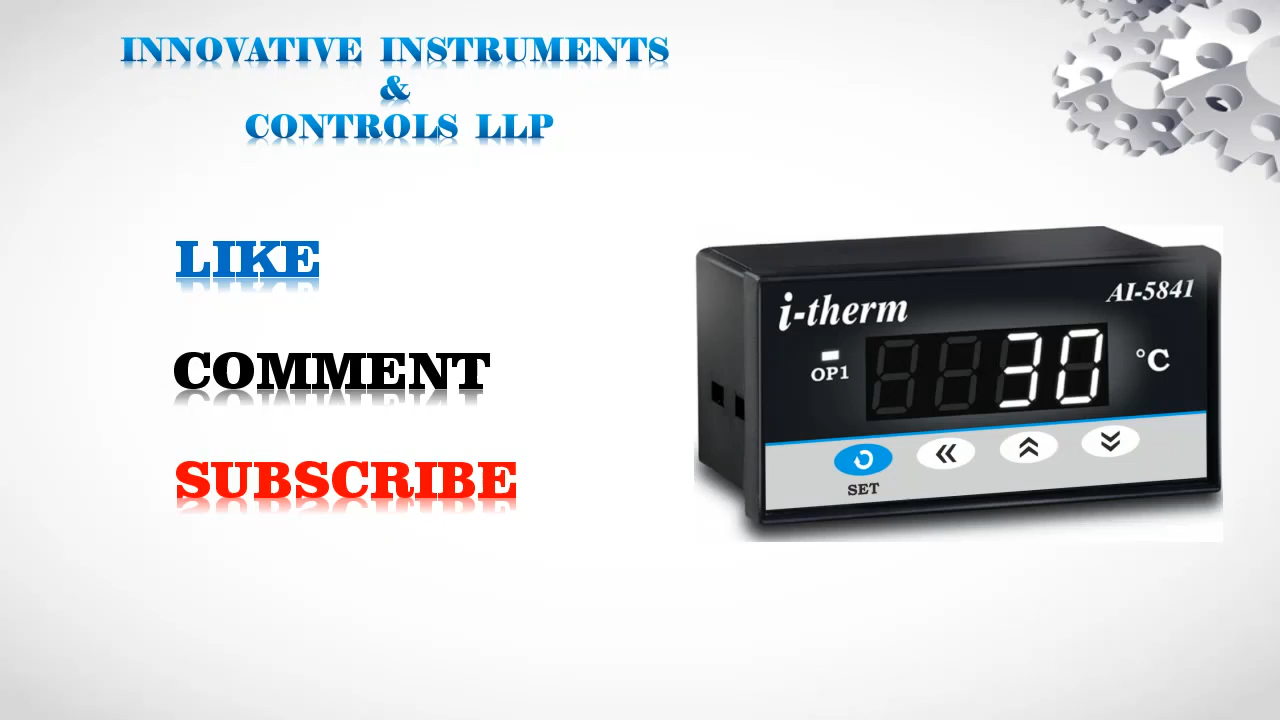 INNOVATIVE INSTRUMENTS
&
CONTROLS LLP
LIKE
COMMENT
SUBSCRIBE
i-therm
AI-5841
OP1
30
°C
SET